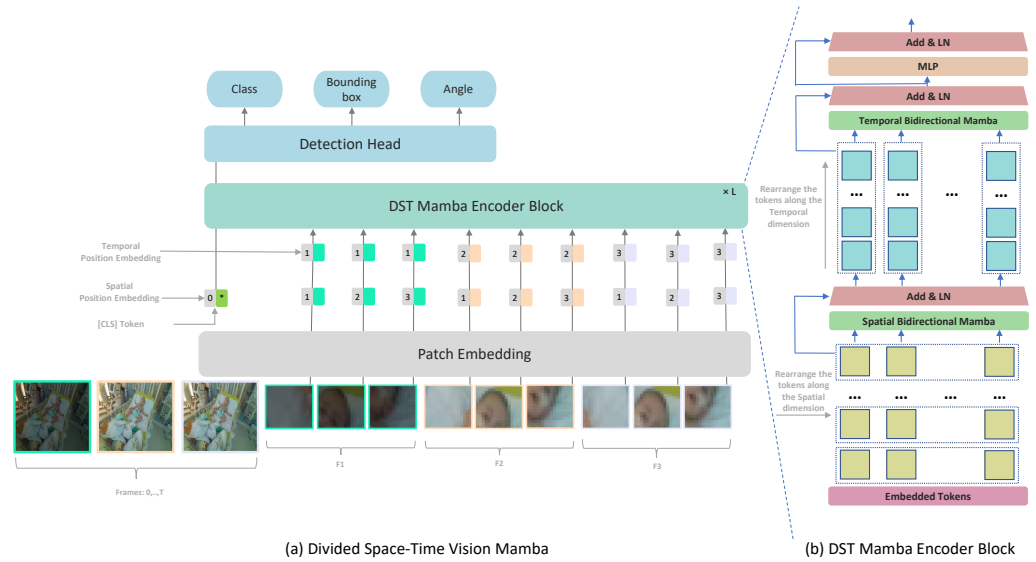 Class
Bounding
box
Angle
Detection Head
× L
DST Mamba Encoder Block
Temporal
Position Embedding
1 1 1 2 2 2 3 3 3
Spatial
Position Embedding
0 *
1 2 3 1 2 3 1 2 3
[CLS] Token
Patch Embedding
F1
F2
F3
Frames: 0,..,T
(a) Divided Space-Time Vision Mamba
Add & LN
MLP
Add & LN
Temporal Bidirectional Mamba
Rearrange the
tokens along the
Temporal
dimension
... ... ... ...
Add & LN
Spatial Bidirectional Mamba
Rearrange the
tokens along
the Spatial
dimension
... ... ... ...
Embedded Tokens
(b) DST Mamba Encoder Block